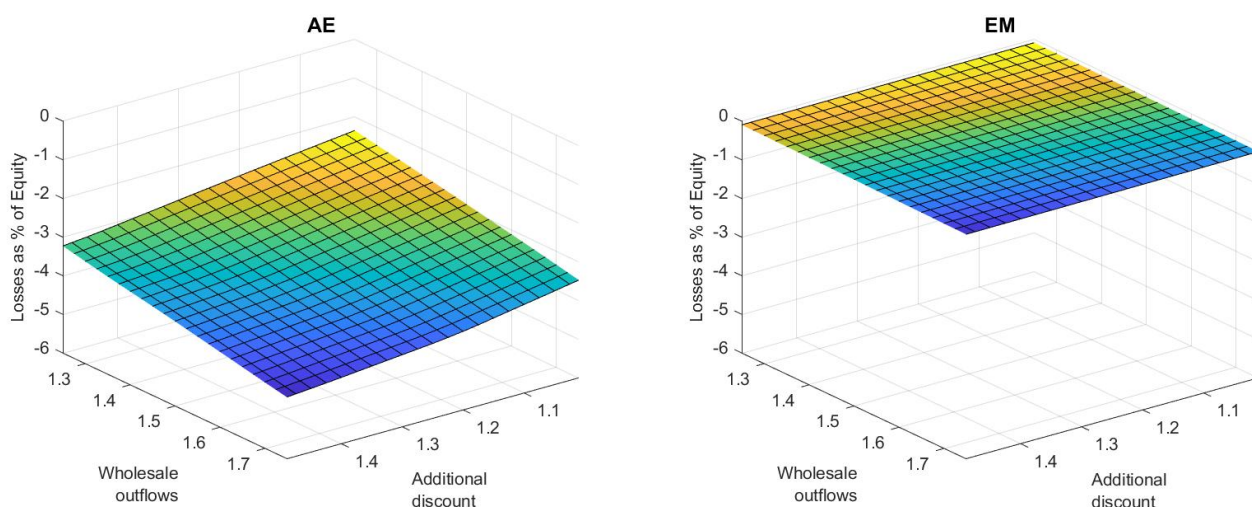 AE
0
-1
-2
-3
-4
-5
-6
Losses as % of Equity
1.3
1.4
1.5
1.6
1.7
Wholesale
outflows
1.4
1.3
1.2
1.1
Additional
discount
EM
0
-1
-2
-3
-4
-5
-6
Losses as % of Equity
1.3
1.4
1.5
1.6
1.7
Wholesale
outflows
1.4
1.3
1.2
1.1
Additional
discount